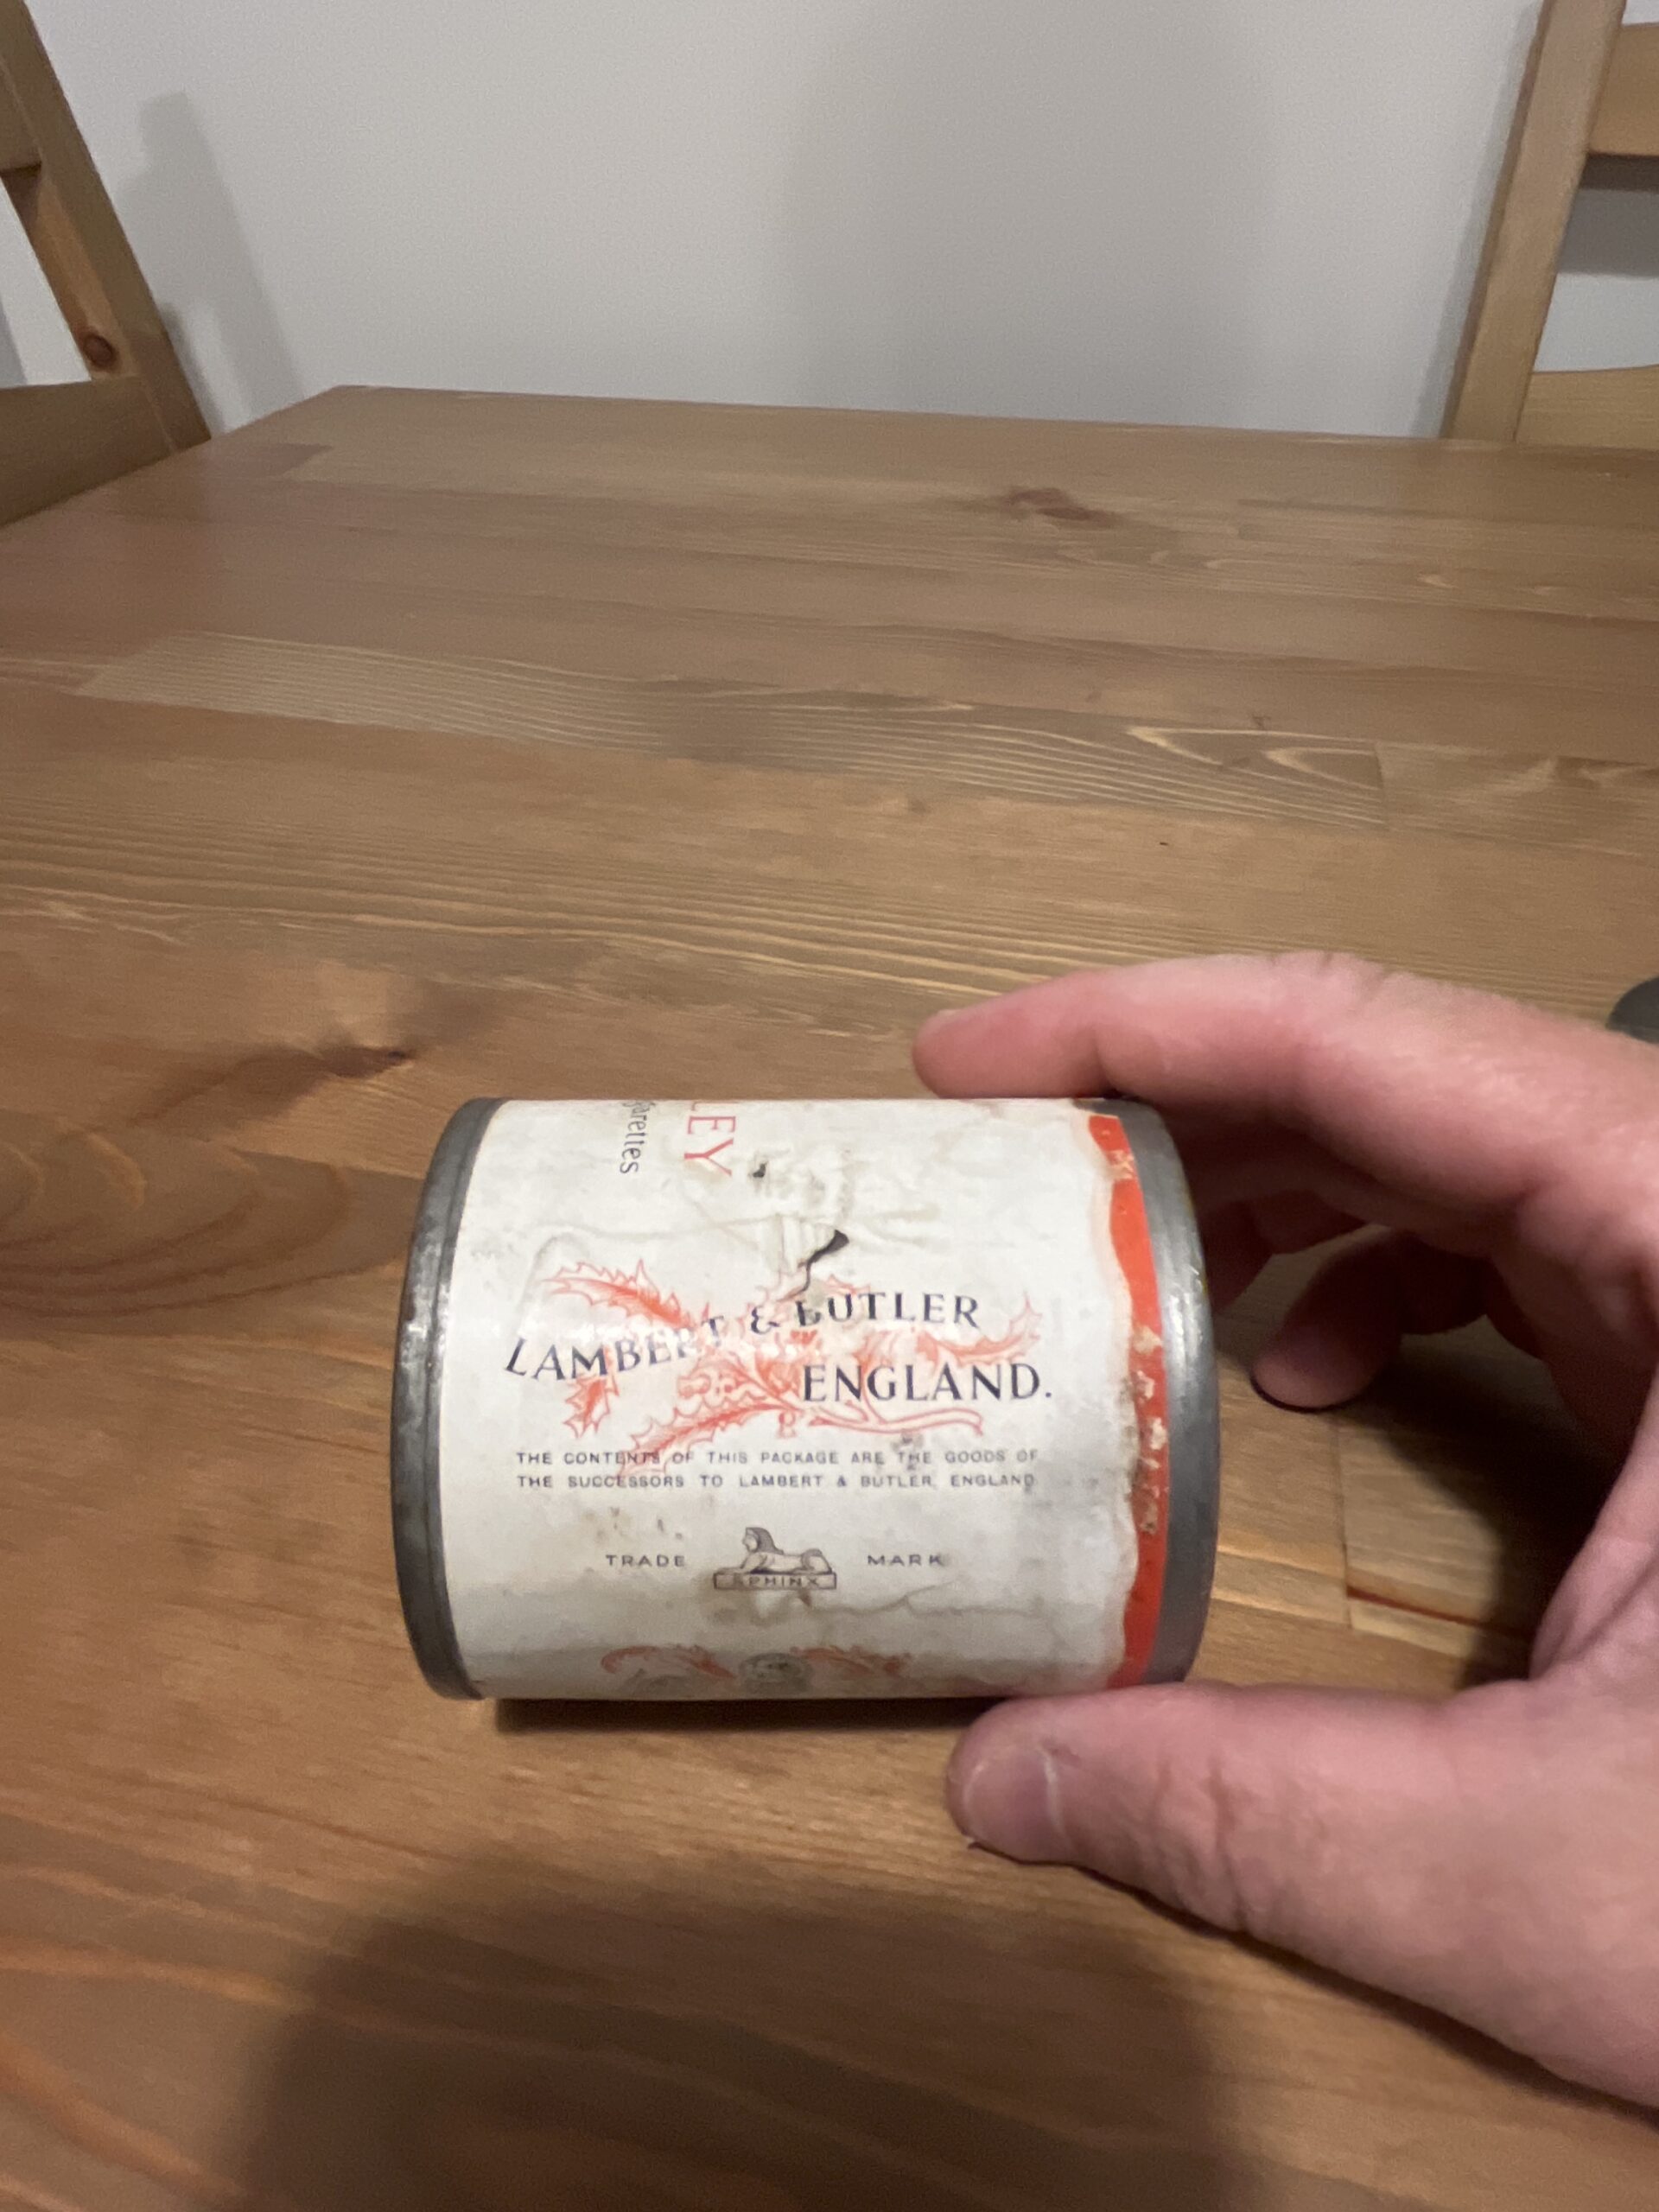 LEY
garettes
LAMBERT & BUTLER
ENGLAND.
THE CONTENTS OF THIS PACKAGE ARE THE GOODS OF
THE SUCCESSORS TO LAMBERT & BUTLER, ENGLAND.
TRADE MARK
SPHINX